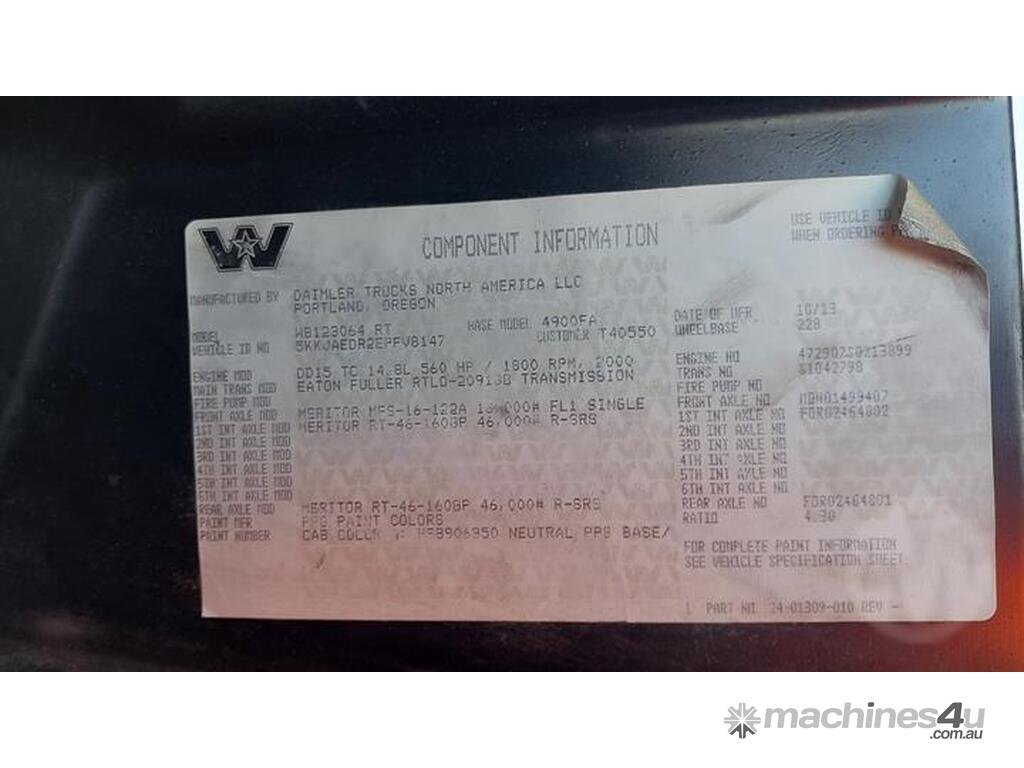 USE VEHICLE ID
WHEN ORDERING
COMPONENT INFORMATION
MANUFACTURED BY DAIMLER TRUCKS NORTH AMERICA LLC
PORTLAND, OREGON
DATE OF MFR. 10/13
MODEL WB123064 RT BASE MODEL 4900FA WHEELBASE 228
VEHICLE ID NO CUSTOMER T40550
ENGINE MOD DD15 TC 14.8L 560 HP / 1800 RPM, 2000 ENGINE NO
MAIN TRANS MOD EATON FULLER TRANSMISSION TRANS NO S1042798
FIRE PUMP MOD FIRE PUMP NO
FRONT AXLE MOD MERITOR MFS-16-122A FL1 SINGLE FRONT AXLE NO
1ST INT AXLE MOD MERITOR RT-46-160GP 46,000# R-SRS 1ST INT AXLE NO FDR02464802
2ND INT AXLE MOD 2ND INT AXLE NO
3RD INT AXLE MOD 3RD INT AXLE NO
4TH INT AXLE MOD 4TH INT AXLE NO
5TH INT AXLE MOD 5TH INT AXLE NO
6TH INT AXLE MOD 6TH INT AXLE NO
REAR AXLE MOD MERITOR RT-46-160GP 46,000# R-SRS REAR AXLE NO FDR02464801
PAINT MFR PPG PAINT COLORS RATIO 4.30
PAINT NUMBER CAB COLOR NEUTRAL PPG BASE/
FOR COMPLETE PAINT INFORMATION
SEE VEHICLE SPECIFICATION SHEET.
PART NO. 24-01309-010 REV -
machines4u
.com.au